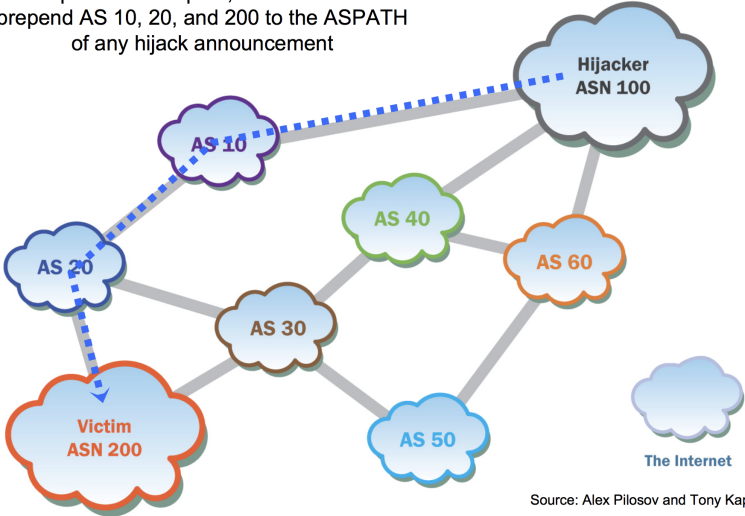 prepend AS 10, 20, and 200 to the ASPATH
of any hijack announcement
Hijacker
ASN 100
AS 10
AS 40
AS 20
AS 60
AS 30
Victim
ASN 200
AS 50
The Internet
Source: Alex Pilosov and Tony